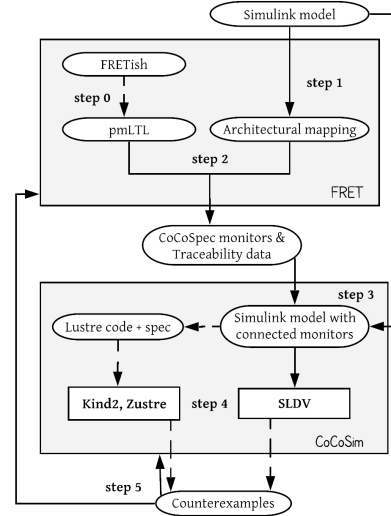 Simulink model
FRETish
step 1
step 0
pmLTL
Architectural mapping
step 2
FRET
CoCoSpec monitors &
Traceability data
step 3
Lustre code + spec
Simulink model with
connected monitors
Kind2, Zustre
step 4
SLDV
CoCoSim
step 5
Counterexamples